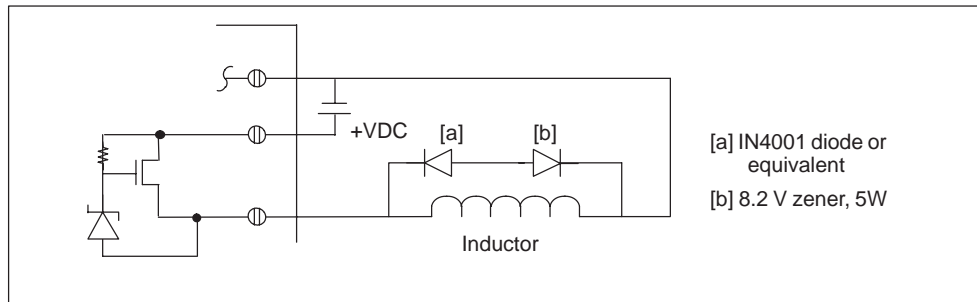 +VDC
[a]
[b]
Inductor
[a] IN4001 diode or
equivalent
[b] 8.2 V zener, 5W